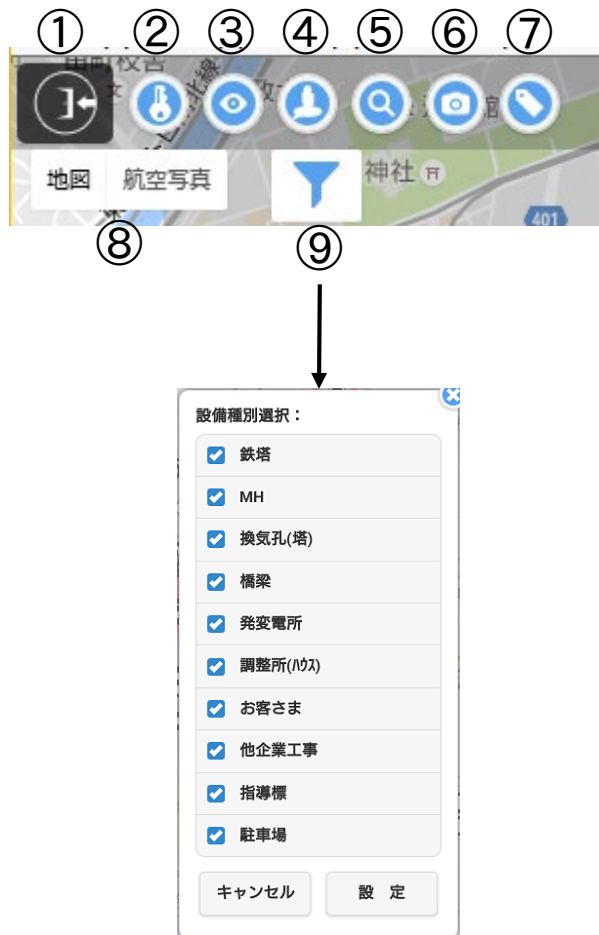 ① ② ③ ④ ⑤ ⑥ ⑦
地図 航空写真
神社
401
⑧ ⑨
設備種別選択：
鉄塔
MH
換気孔(塔)
橋梁
発変電所
調整所(ﾊｳｽ)
お客さま
他企業工事
指導標
駐車場
キャンセル 設 定